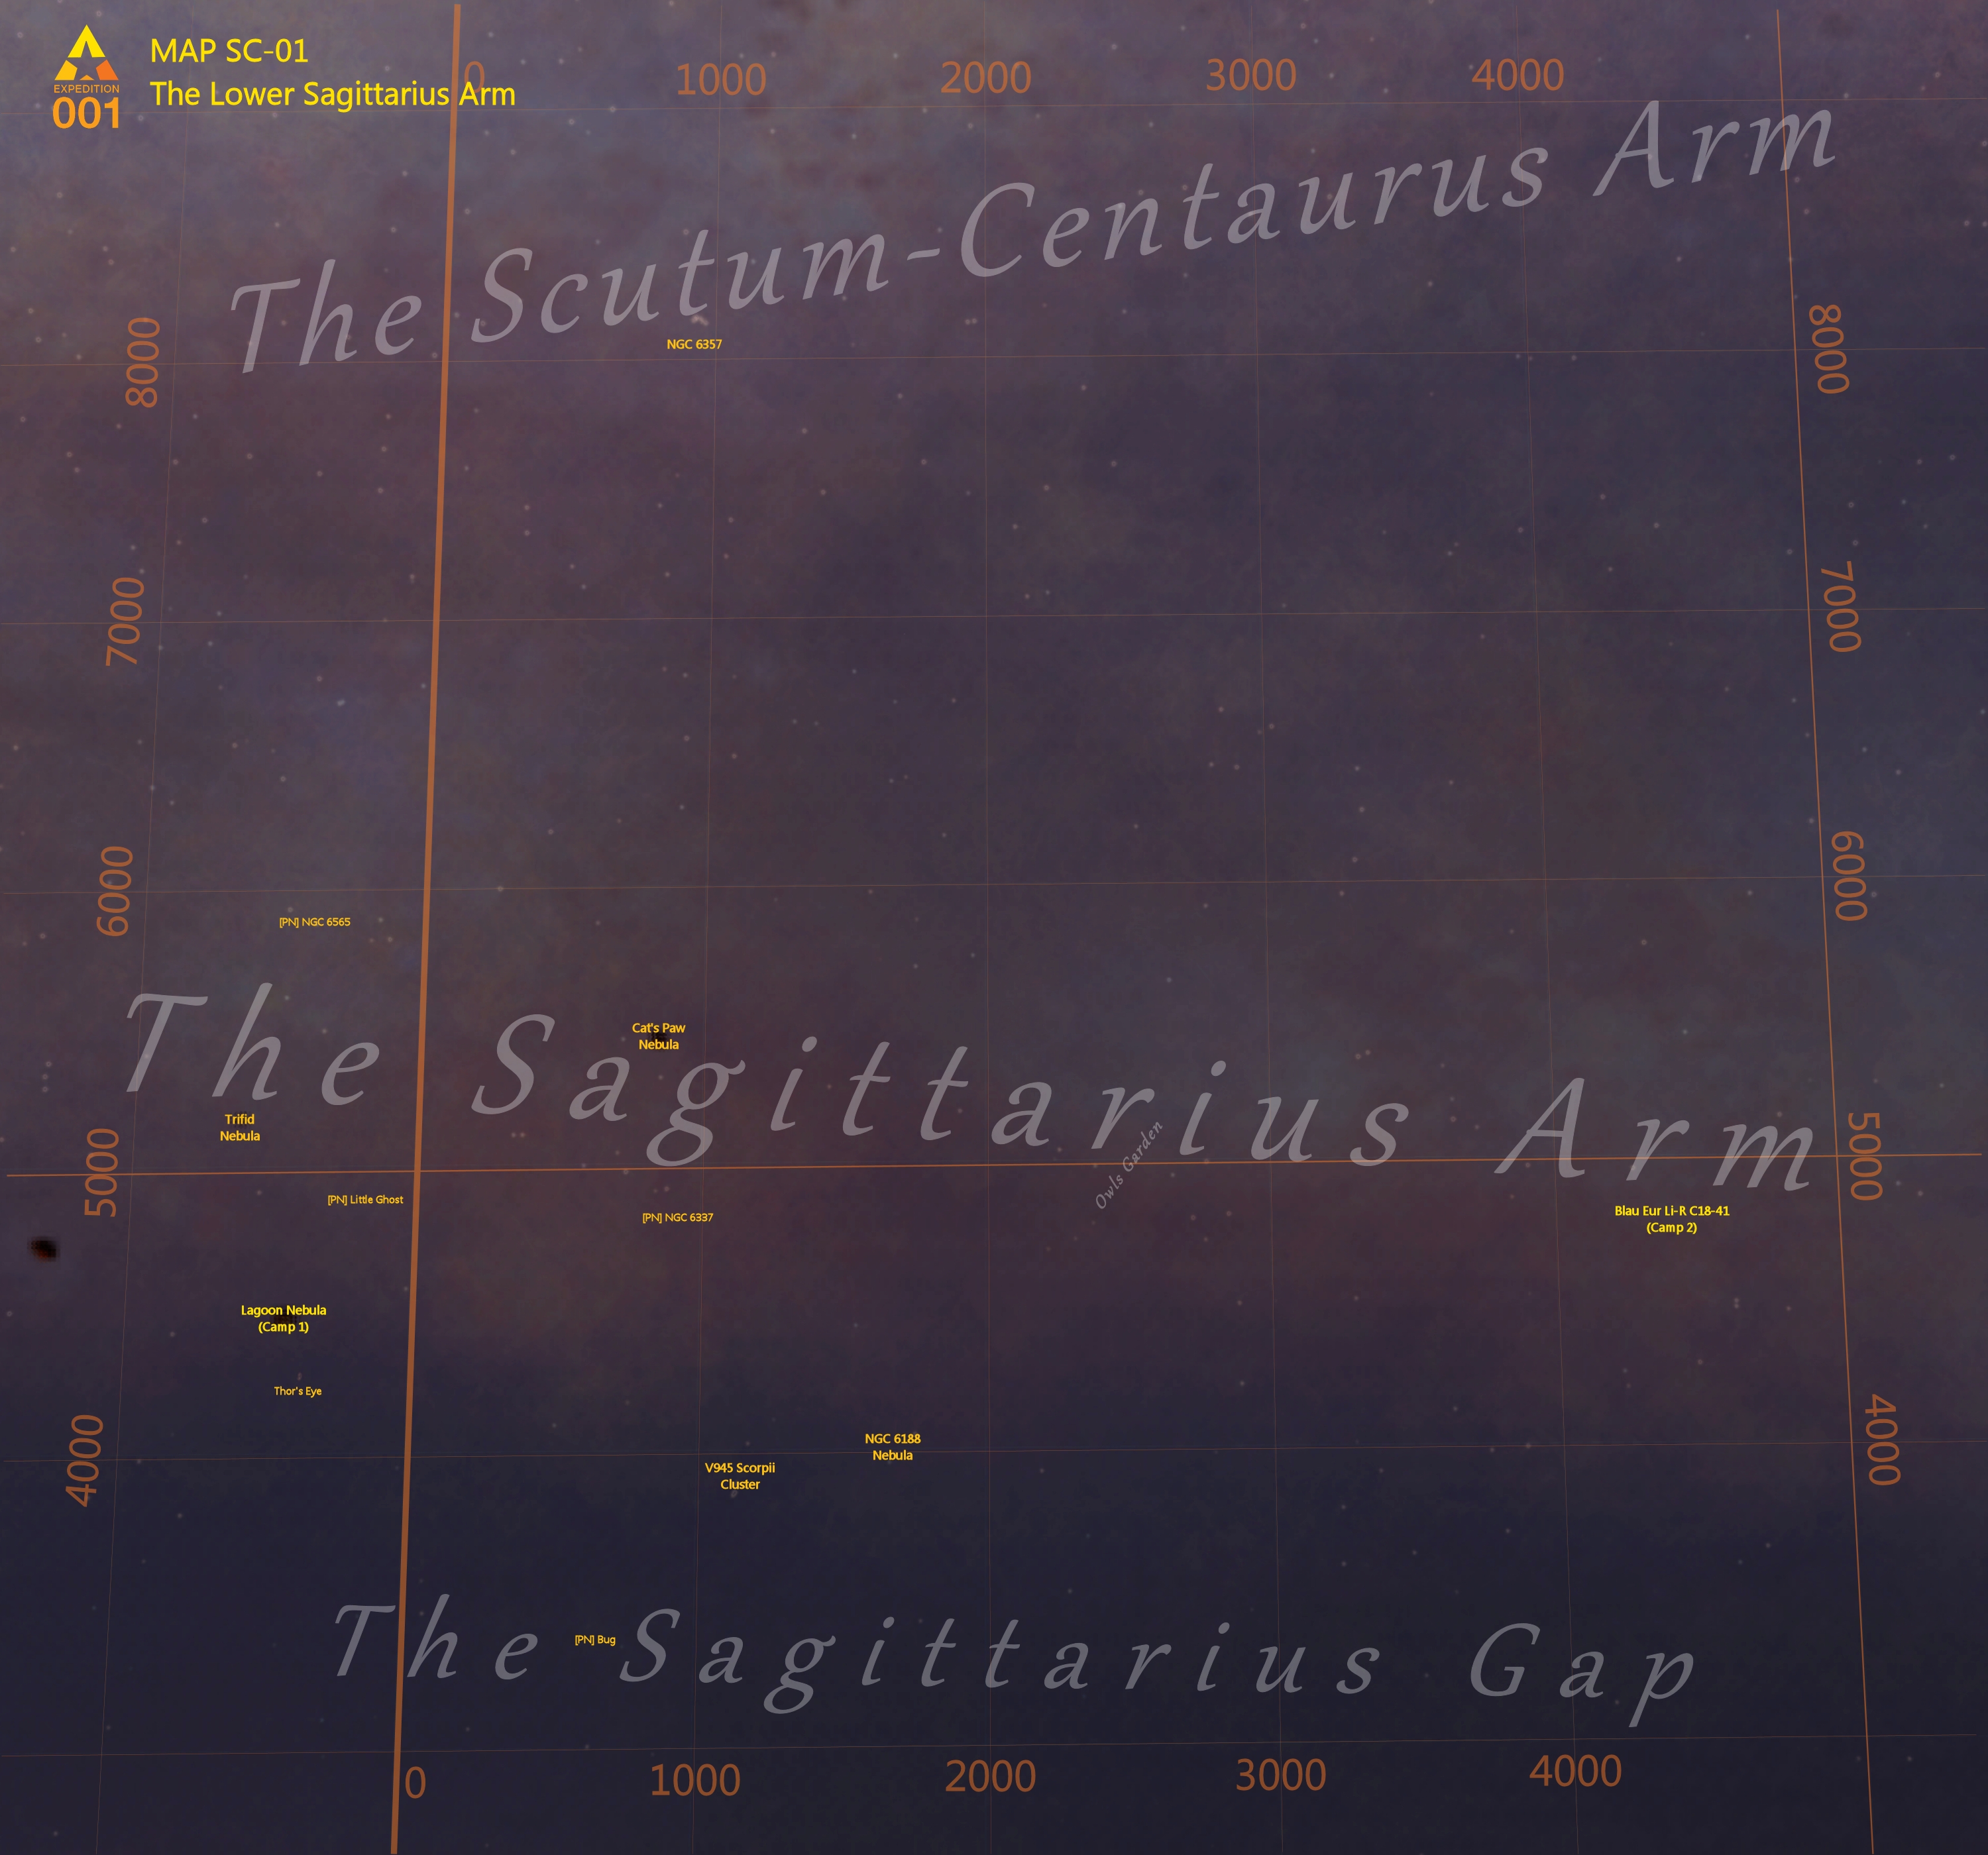 MAP SC-01
The Lower Sagittarius Arm
EXPEDITION
001
0
1000
2000
3000
4000
The Scutum-Centaurus Arm
NGC 6357
8000
8000
7000
7000
6000
6000
[PN] NGC 6565
The Sagittarius Arm
Cat's Paw
Nebula
Trifid
Nebula
Owls Garden
5000
5000
[PN] Little Ghost
[PN] NGC 6337
Blau Eur Li-R C18-41
(Camp 2)
Lagoon Nebula
(Camp 1)
Thor's Eye
4000
4000
NGC 6188
Nebula
V945 Scorpii
Cluster
The Sagittarius Gap
[PN] Bug
0
1000
2000
3000
4000